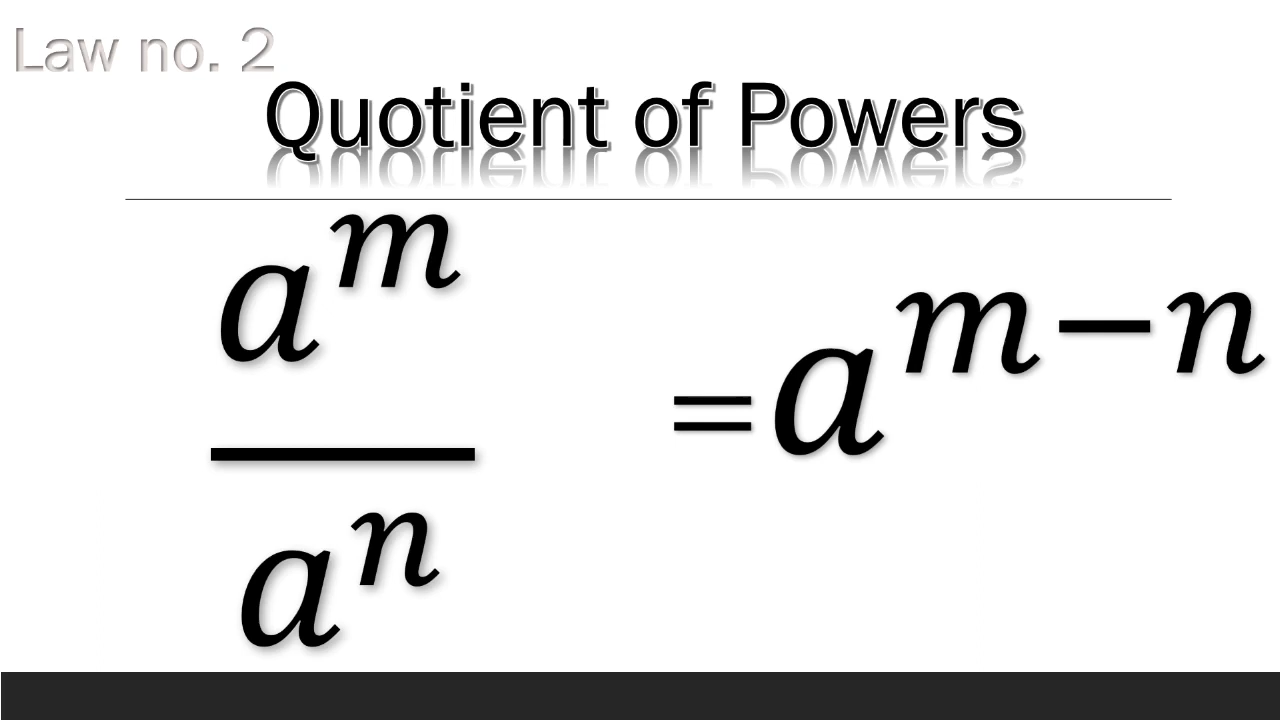 Law no. 2
Quotient of Powers
a^m
a^n
=a^{m−n}